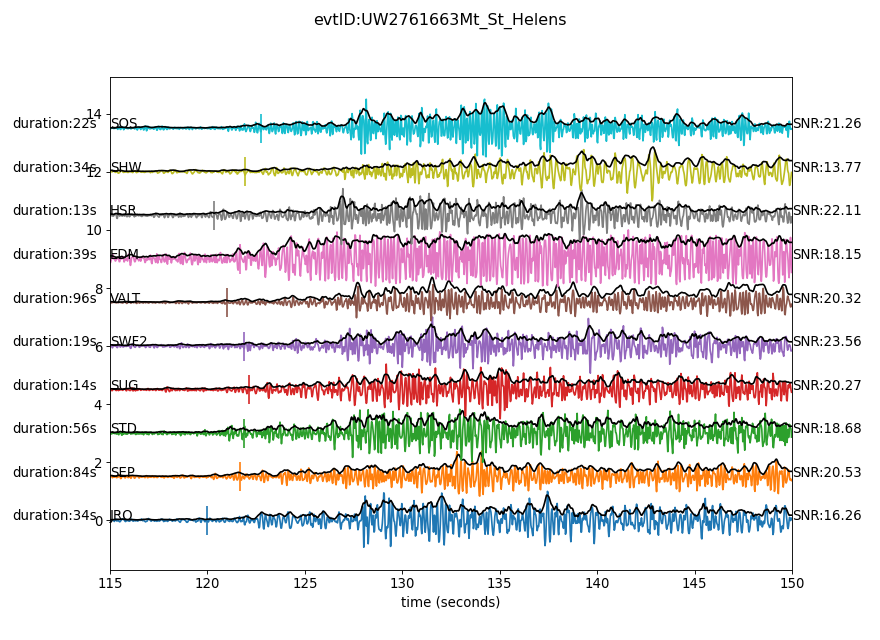 evtID:UW2761663Mt_St_Helens
14
duration:22s SOS SNR:21.26
duration:34s SHW SNR:13.77
12
duration:13s HSR SNR:22.11
10
duration:39s EDM SNR:18.15
8
duration:96s VALT SNR:20.32
duration:19s SWF2 SNR:23.56
6
duration:14s SUG SNR:20.27
4
duration:56s STD SNR:18.68
2
duration:84s SEP SNR:20.53
duration:34s JRO SNR:16.26
0
115 120 125 130 135 140 145 150
time (seconds)